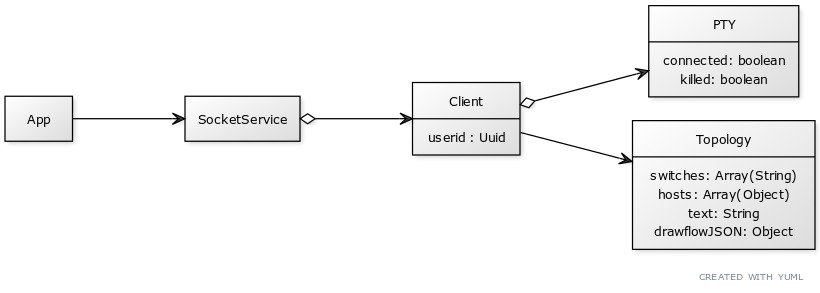 App
SocketService
Client
userid : Uuid
PTY
connected: boolean
killed: boolean
Topology
switches: Array(String)
hosts: Array(Object)
text: String
drawflowJSON: Object
CREATED WITH YUML